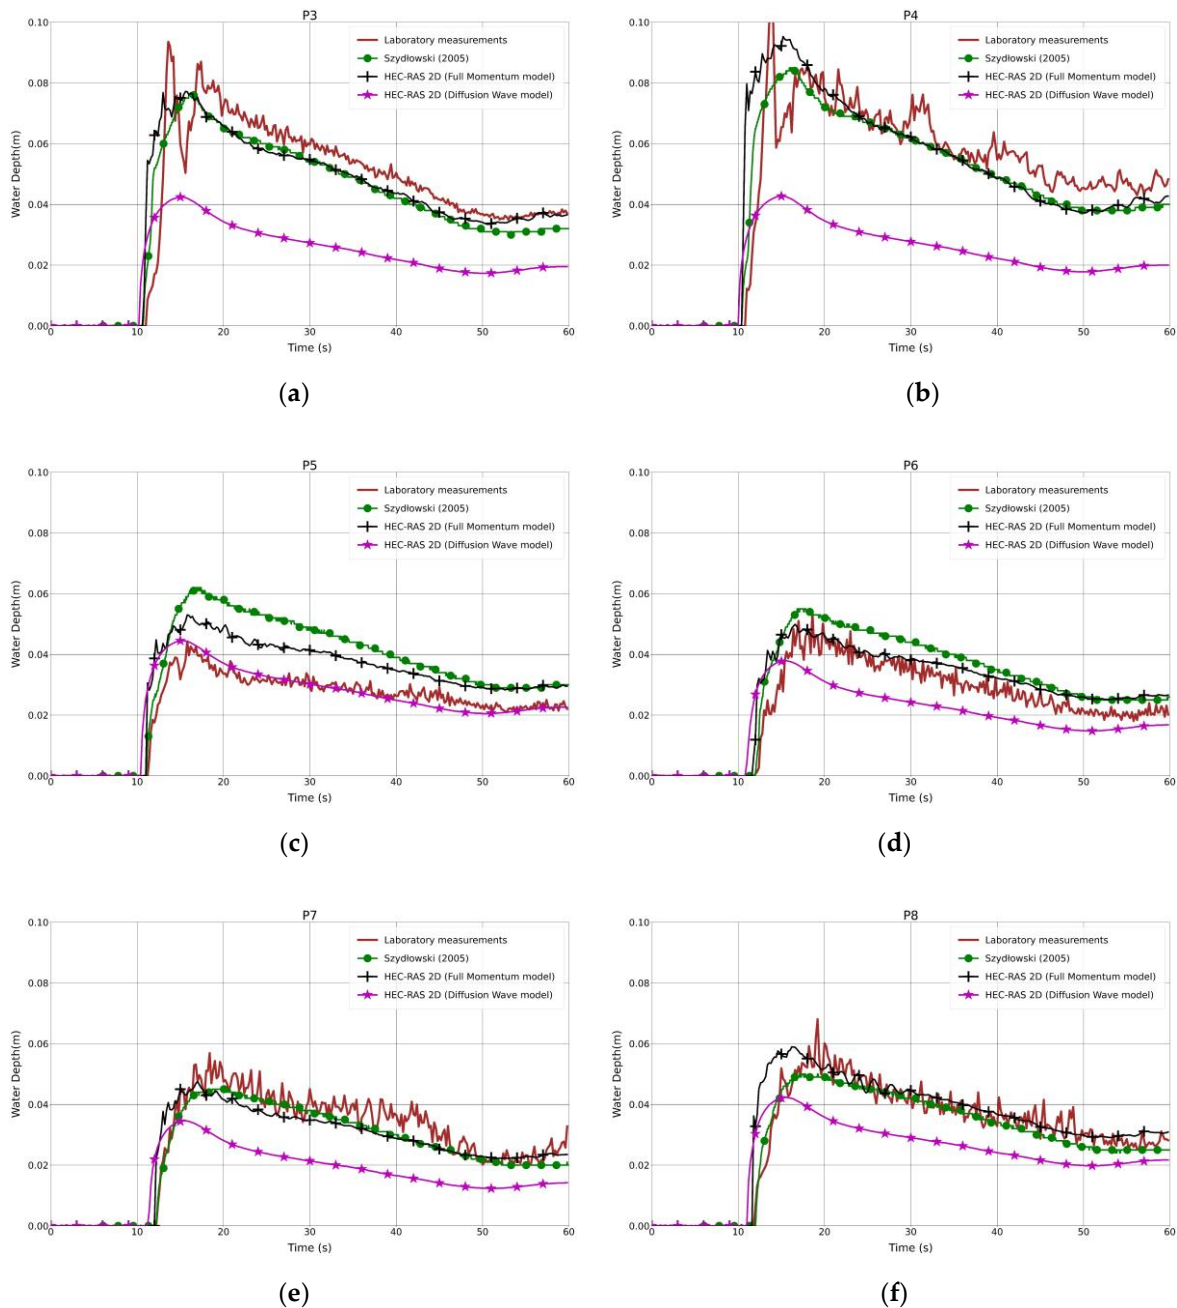 P3
0.10
0.08
0.06
0.04
0.02
0.00
Water Depth(m)
Laboratory measurements
Szydłowski (2005)
HEC-RAS 2D (Full Momentum model)
HEC-RAS 2D (Diffusion Wave model)
0 10 20 30 40 50 60
Time (s)
(a)
P4
0.10
0.08
0.06
0.04
0.02
0.00
Water Depth(m)
Laboratory measurements
Szydłowski (2005)
HEC-RAS 2D (Full Momentum model)
HEC-RAS 2D (Diffusion Wave model)
0 10 20 30 40 50 60
Time (s)
(b)
P5
0.10
0.08
0.06
0.04
0.02
0.00
Water Depth(m)
Laboratory measurements
Szydłowski (2005)
HEC-RAS 2D (Full Momentum model)
HEC-RAS 2D (Diffusion Wave model)
0 10 20 30 40 50 60
Time (s)
(c)
P6
0.10
0.08
0.06
0.04
0.02
0.00
Water Depth(m)
Laboratory measurements
Szydłowski (2005)
HEC-RAS 2D (Full Momentum model)
HEC-RAS 2D (Diffusion Wave model)
0 10 20 30 40 50 60
Time (s)
(d)
P7
0.10
0.08
0.06
0.04
0.02
0.00
Water Depth(m)
Laboratory measurements
Szydłowski (2005)
HEC-RAS 2D (Full Momentum model)
HEC-RAS 2D (Diffusion Wave model)
0 10 20 30 40 50 60
Time (s)
(e)
P8
0.10
0.08
0.06
0.04
0.02
0.00
Water Depth(m)
Laboratory measurements
Szydłowski (2005)
HEC-RAS 2D (Full Momentum model)
HEC-RAS 2D (Diffusion Wave model)
0 10 20 30 40 50 60
Time (s)
(f)